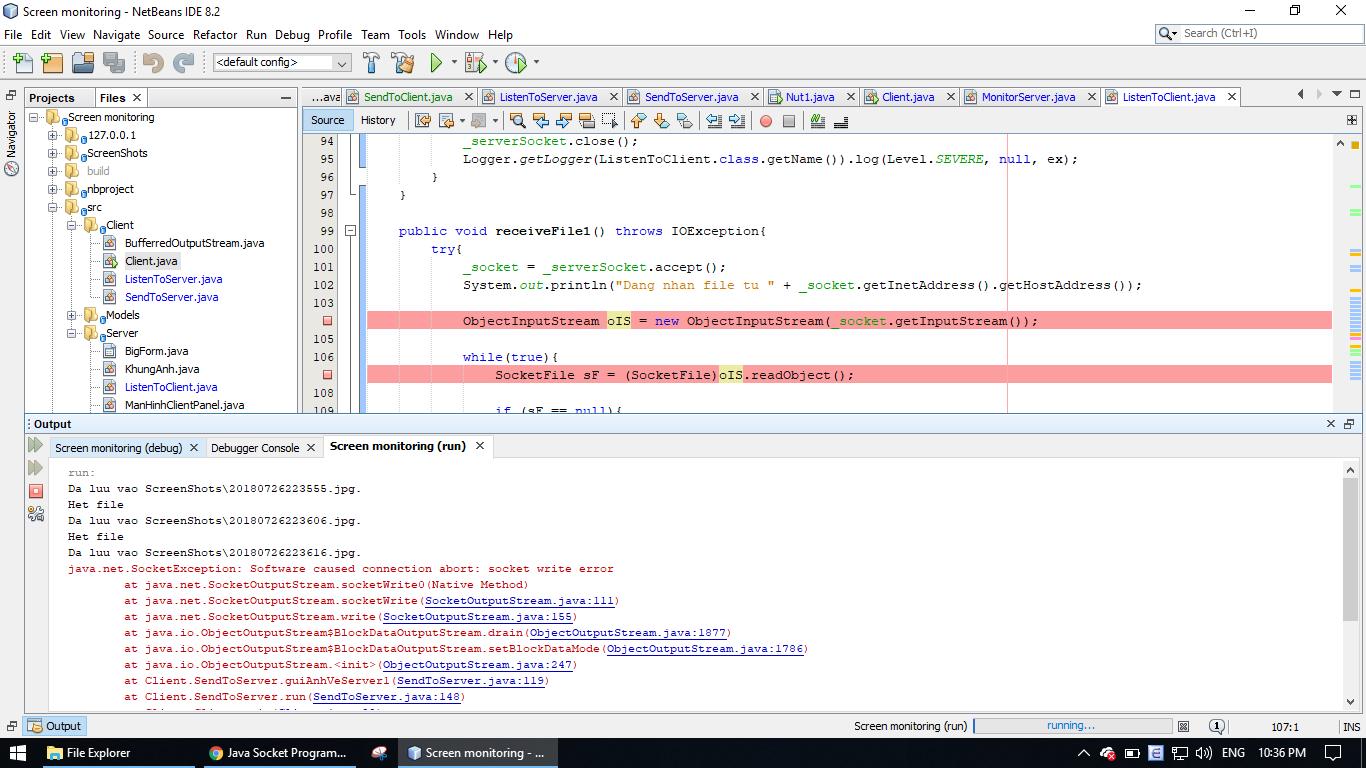 Screen monitoring - NetBeans IDE 8.2
File Edit View Navigate Source Refactor Run Debug Profile Team Tools Window Help
Search (Ctrl+I)
<default config>
Projects Files
Navigator
Screen monitoring
127.0.0.1
ScreenShots
build
nbproject
src
Client
BufferredOutputStream.java
Client.java
ListenToServer.java
SendToServer.java
Models
Server
BigForm.java
KhungAnh.java
ListenToClient.java
ManHinhClientPanel.java
...ava SendToClient.java ListenToServer.java SendToServer.java Nut1.java Client.java MonitorServer.java ListenToClient.java
Source History
94 _serverSocket.close();
95 Logger.getLogger(ListenToClient.class.getName()).log(Level.SEVERE, null, ex);
96 }
97 }
98
99 public void receiveFile1() throws IOException{
100 try{
101 _socket = _serverSocket.accept();
102 System.out.println("Dang nhan file tu " + _socket.getInetAddress().getHostAddress());
103
ObjectInputStream oIS = new ObjectInputStream(_socket.getInputStream());
105
106 while(true){
SocketFile sF = (SocketFile)oIS.readObject();
108
109 if (sF == null){
Output
Screen monitoring (debug) Debugger Console Screen monitoring (run)
run:
Da luu vao ScreenShots\20180726223555.jpg.
Het file
Da luu vao ScreenShots\20180726223606.jpg.
Het file
Da luu vao ScreenShots\20180726223616.jpg.
java.net.SocketException: Software caused connection abort: socket write error
at java.net.SocketOutputStream.socketWrite0(Native Method)
at java.net.SocketOutputStream.socketWrite(SocketOutputStream.java:111)
at java.net.SocketOutputStream.write(SocketOutputStream.java:155)
at java.io.ObjectOutputStream$BlockDataOutputStream.drain(ObjectOutputStream.java:1877)
at java.io.ObjectOutputStream$BlockDataOutputStream.setBlockDataMode(ObjectOutputStream.java:1786)
at java.io.ObjectOutputStream.<init>(ObjectOutputStream.java:247)
at Client.SendToServer.guiAnhVeServer1(SendToServer.java:119)
at Client.SendToServer.run(SendToServer.java:148)
Output
Screen monitoring (run) running... 1 107:1 INS
File Explorer Java Socket Program... Screen monitoring - ... ENG 10:36 PM